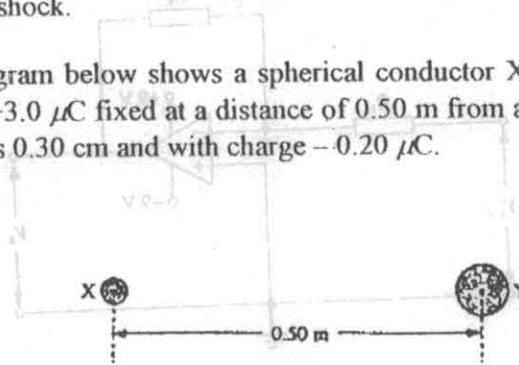 shock.
gram below shows a spherical conductor X
3.0 µC fixed at a distance of 0.50 m from a
s 0.30 cm and with charge – 0.20 µC.
X
0.50 m